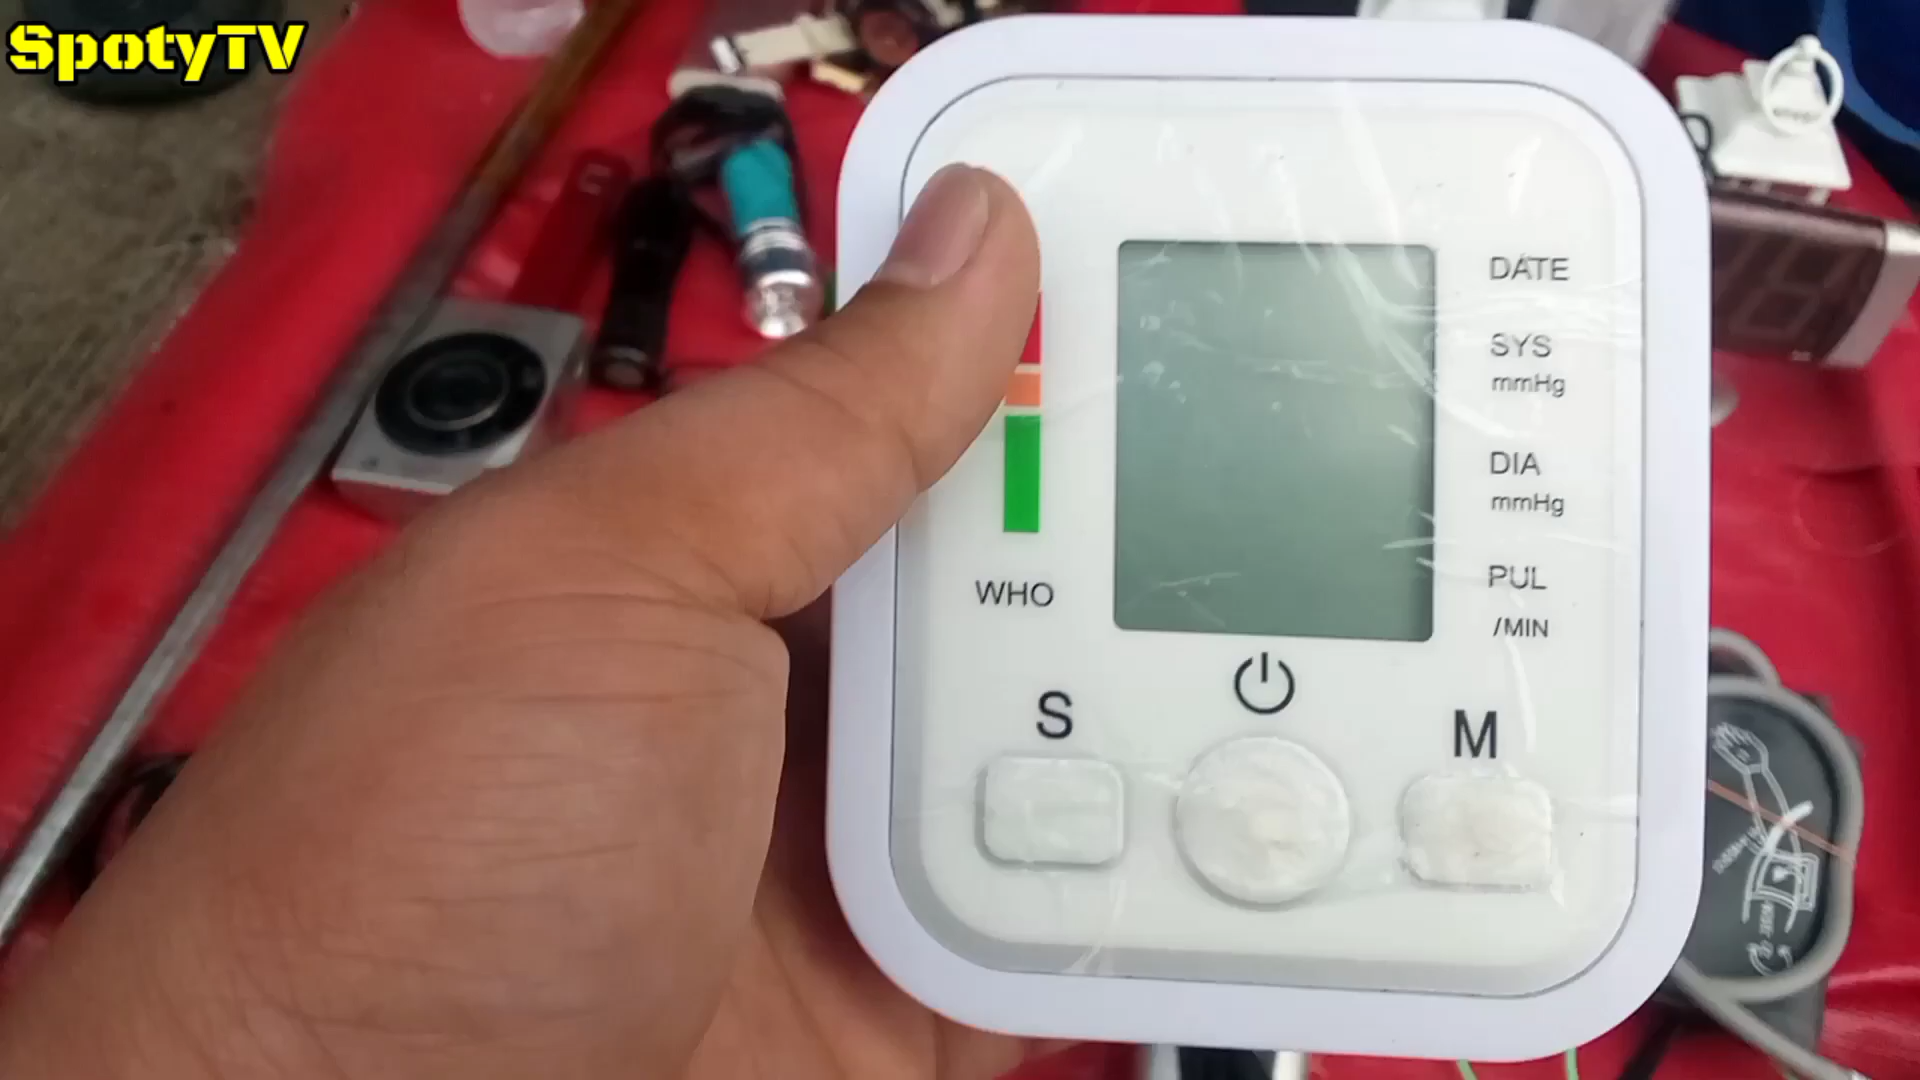 SpotyTV
DATE
SYS
mmHg
DIA
mmHg
PUL
/MIN
WHO
S
M